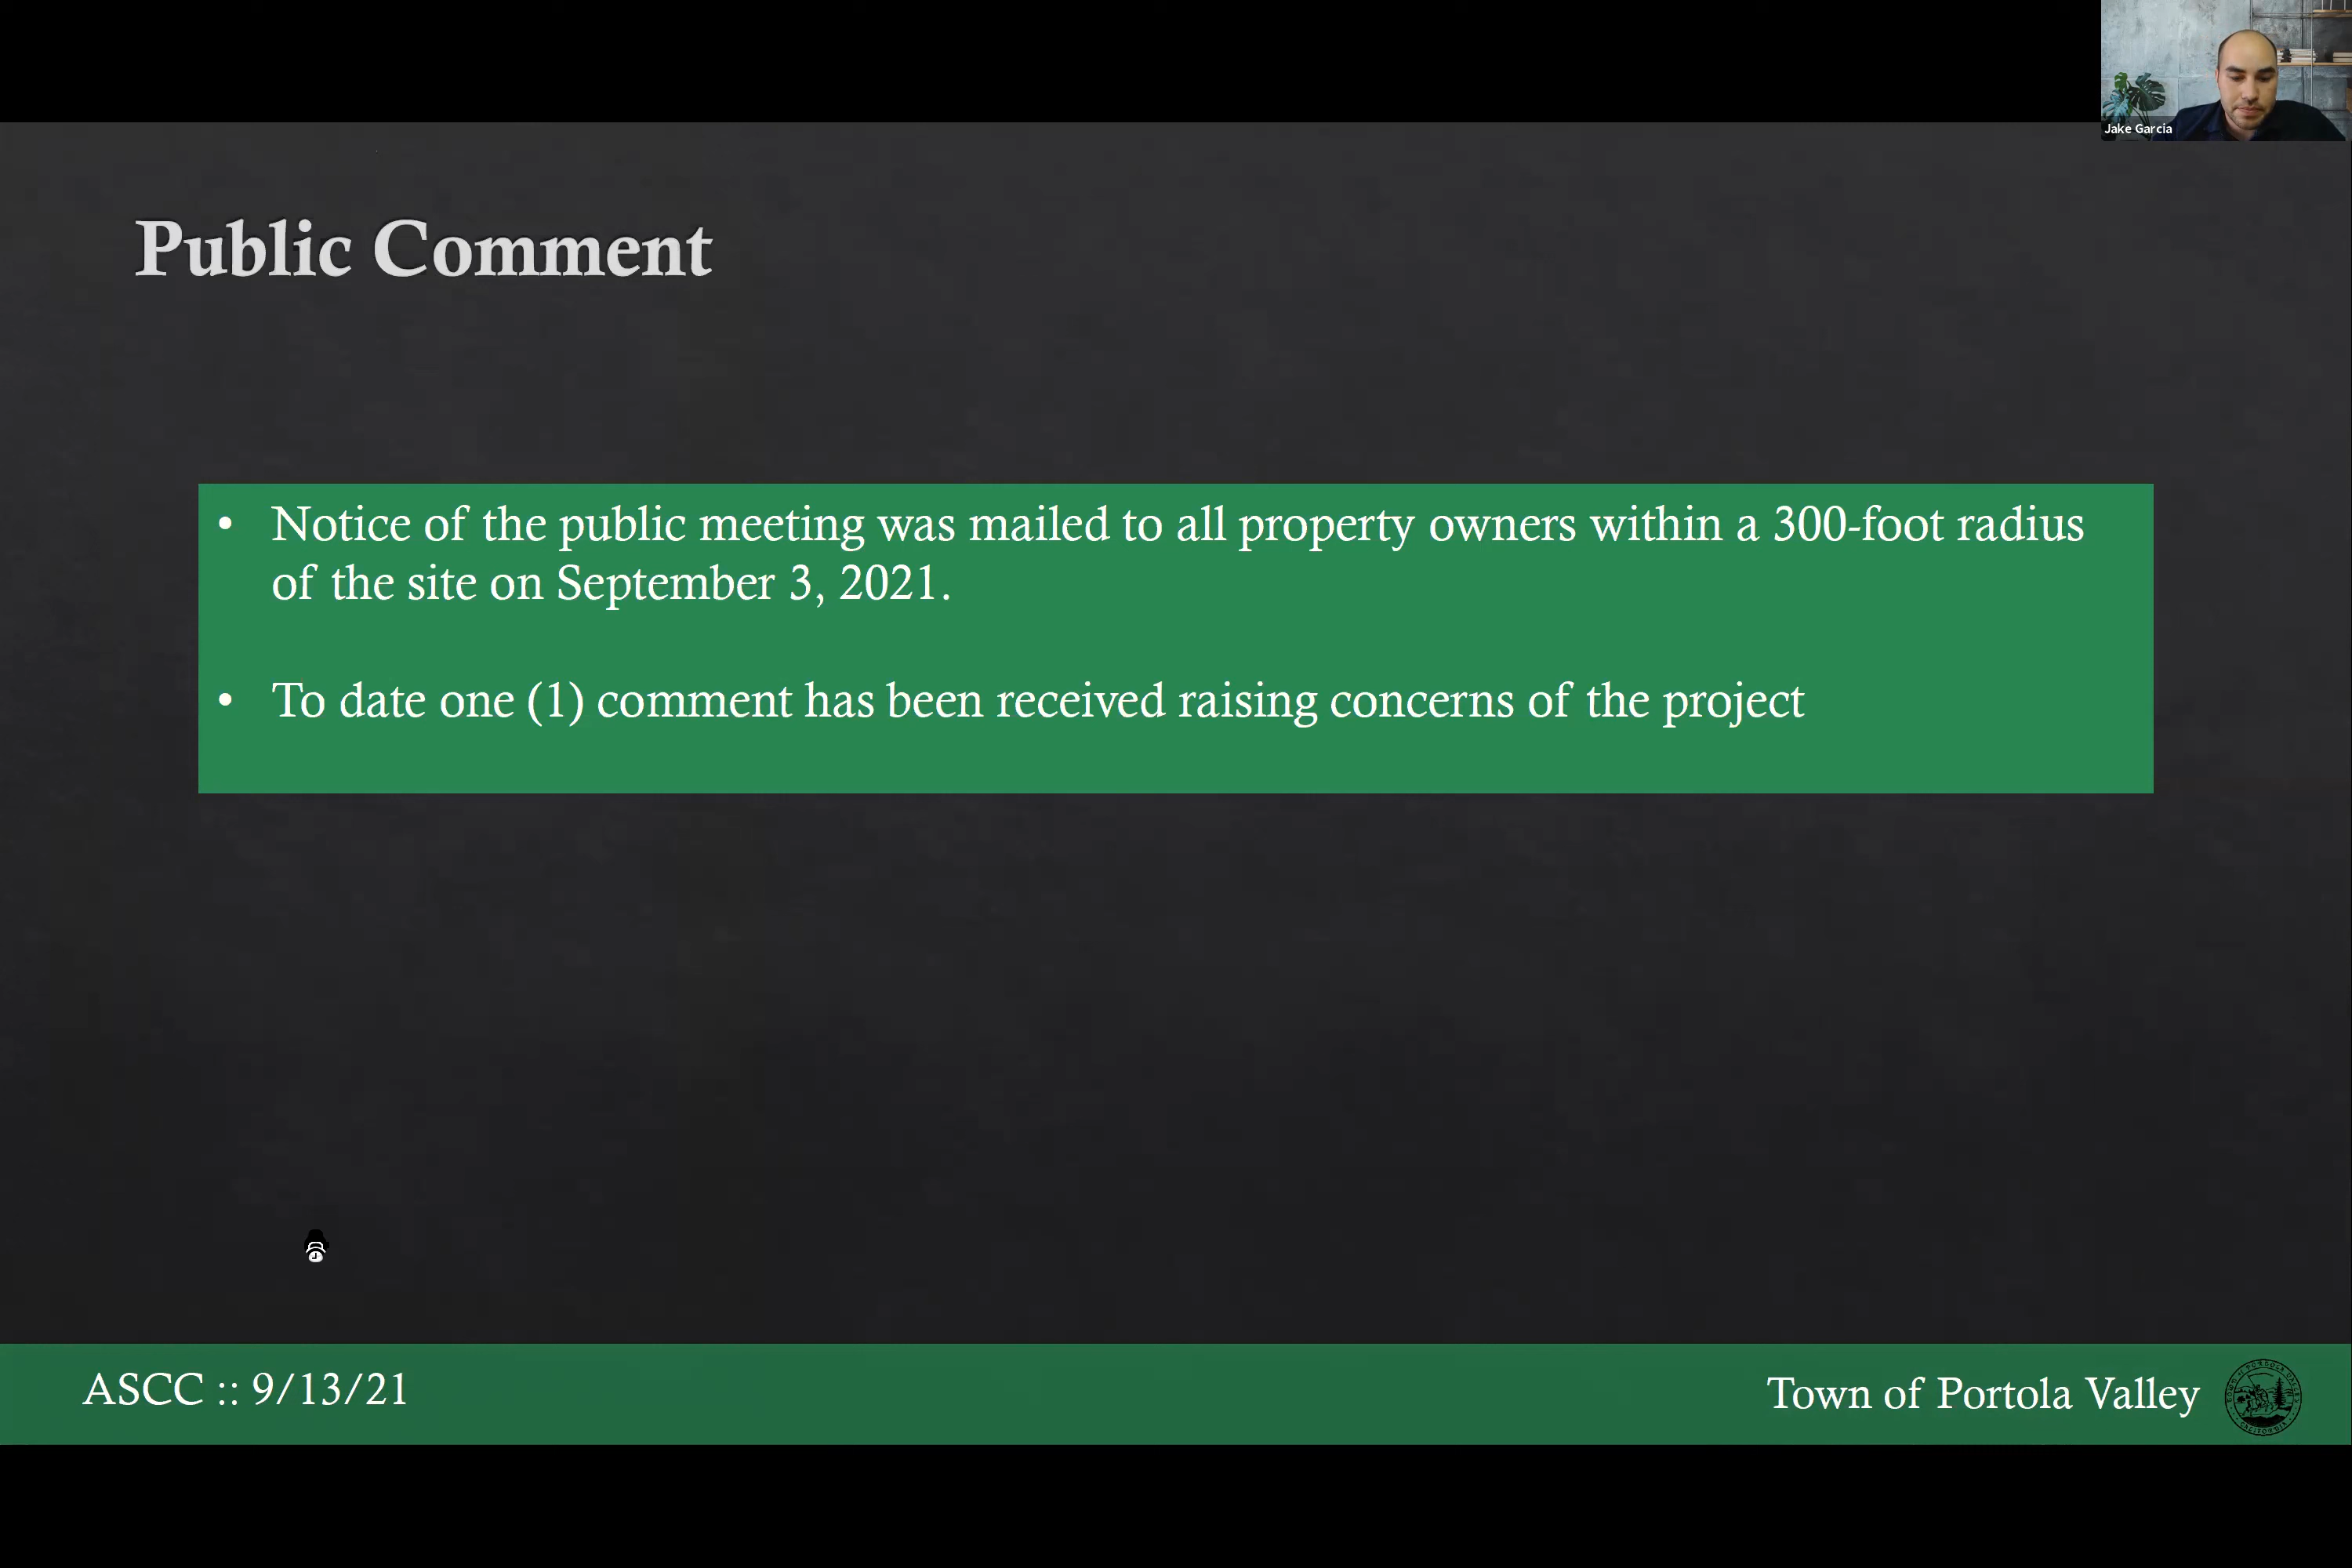 Jake Garcia
Public Comment
• Notice of the public meeting was mailed to all property owners within a 300-foot radius
of the site on September 3, 2021.
• To date one (1) comment has been received raising concerns of the project
ASCC :: 9/13/21
Town of Portola Valley